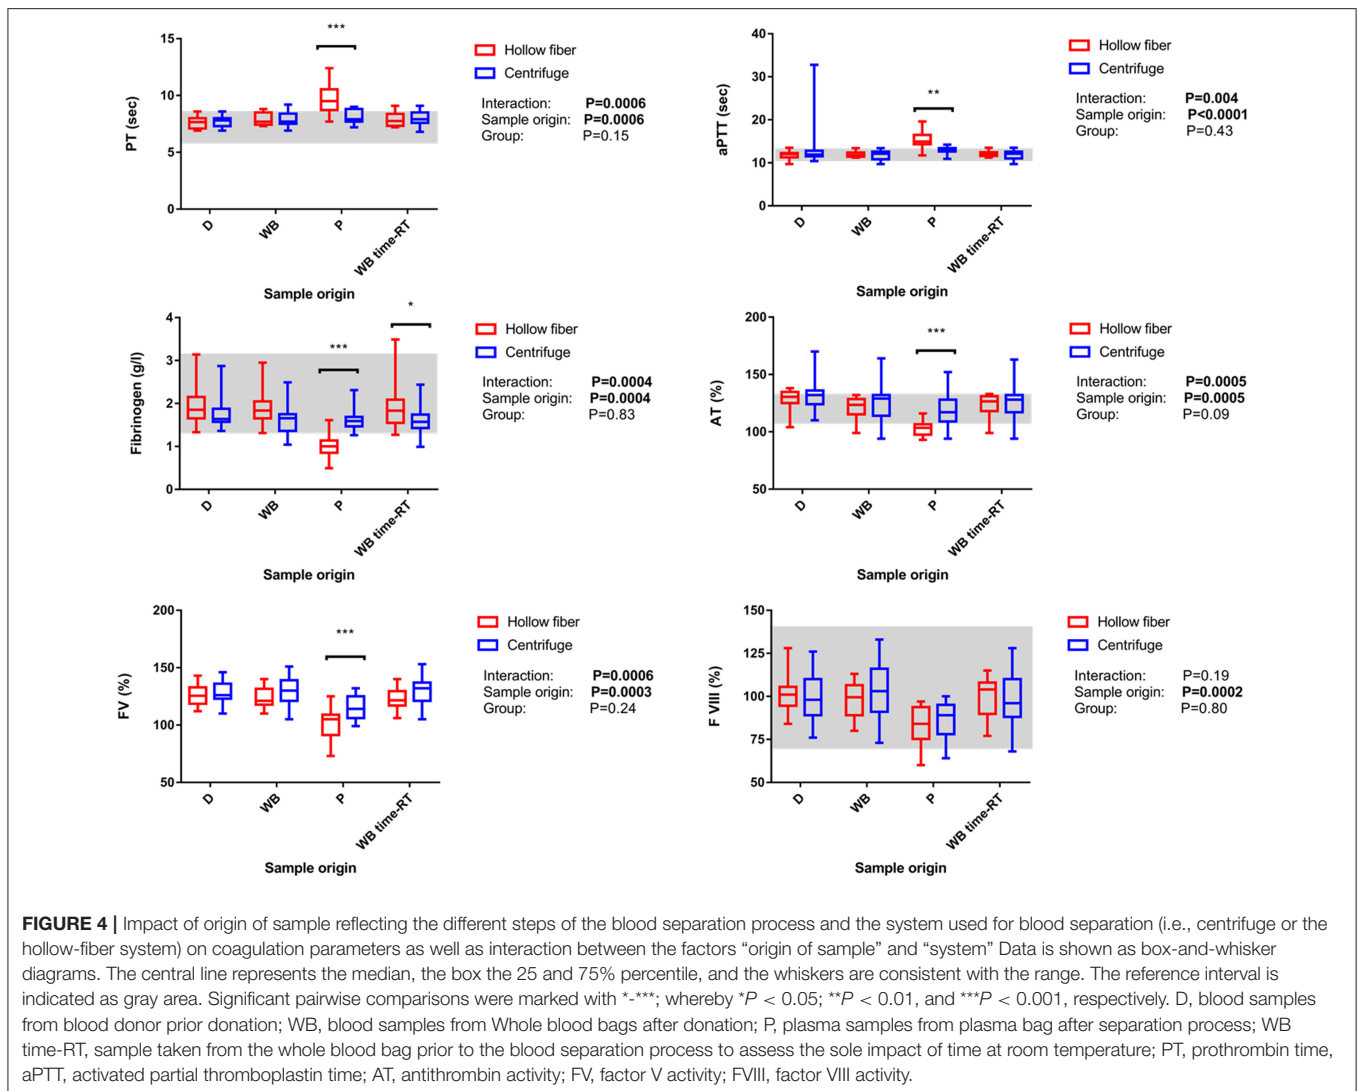 15
10
5
0
PT (sec)
***
D
WB
P
WB time-RT
Sample origin
Hollow fiber
Centrifuge
Interaction: P=0.0006
Sample origin: P=0.0006
Group: P=0.15
40
30
20
10
0
aPTT (sec)
**
D
WB
P
WB time-RT
Sample origin
Hollow fiber
Centrifuge
Interaction: P=0.004
Sample origin: P<0.0001
Group: P=0.43
4
3
2
1
0
Fibrinogen (g/l)
***
*
D
WB
P
WB time-RT
Sample origin
Hollow fiber
Centrifuge
Interaction: P=0.0004
Sample origin: P=0.0004
Group: P=0.83
200
150
100
50
AT (%)
***
D
WB
P
WB time-RT
Sample origin
Hollow fiber
Centrifuge
Interaction: P=0.0005
Sample origin: P=0.0005
Group: P=0.09
200
150
100
50
FV (%)
***
D
WB
P
WB time-RT
Sample origin
Hollow fiber
Centrifuge
Interaction: P=0.0006
Sample origin: P=0.0003
Group: P=0.24
150
125
100
75
50
F VIII (%)
D
WB
P
WB time-RT
Sample origin
Hollow fiber
Centrifuge
Interaction: P=0.19
Sample origin: P=0.0002
Group: P=0.80
FIGURE 4 | Impact of origin of sample reflecting the different steps of the blood separation process and the system used for blood separation (i.e., centrifuge or the
hollow-fiber system) on coagulation parameters as well as interaction between the factors “origin of sample” and “system” Data is shown as box-and-whisker
diagrams. The central line represents the median, the box the 25 and 75% percentile, and the whiskers are consistent with the range. The reference interval is
indicated as gray area. Significant pairwise comparisons were marked with *-***; whereby *P < 0.05; **P < 0.01, and ***P < 0.001, respectively. D, blood samples
from blood donor prior donation; WB, blood samples from Whole blood bags after donation; P, plasma samples from plasma bag after separation process; WB
time-RT, sample taken from the whole blood bag prior to the blood separation process to assess the sole impact of time at room temperature; PT, prothrombin time,
aPTT, activated partial thromboplastin time; AT, antithrombin activity; FV, factor V activity; FVIII, factor VIII activity.